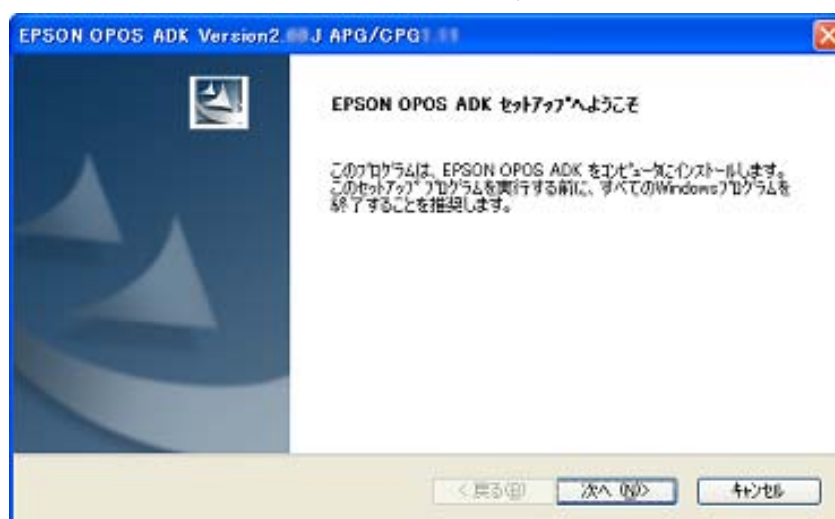 EPSON OPOS ADK Version2. J APG/CPG
EPSON OPOS ADK セットアップへようこそ
このプログラムは、EPSON OPOS ADK をコンピュータにインストールします。
このセットアップ プログラムを実行する前に、すべてのWindowsプログラムを
終了することを推奨します。
< 戻る(B)
次へ (N)>
キャンセル